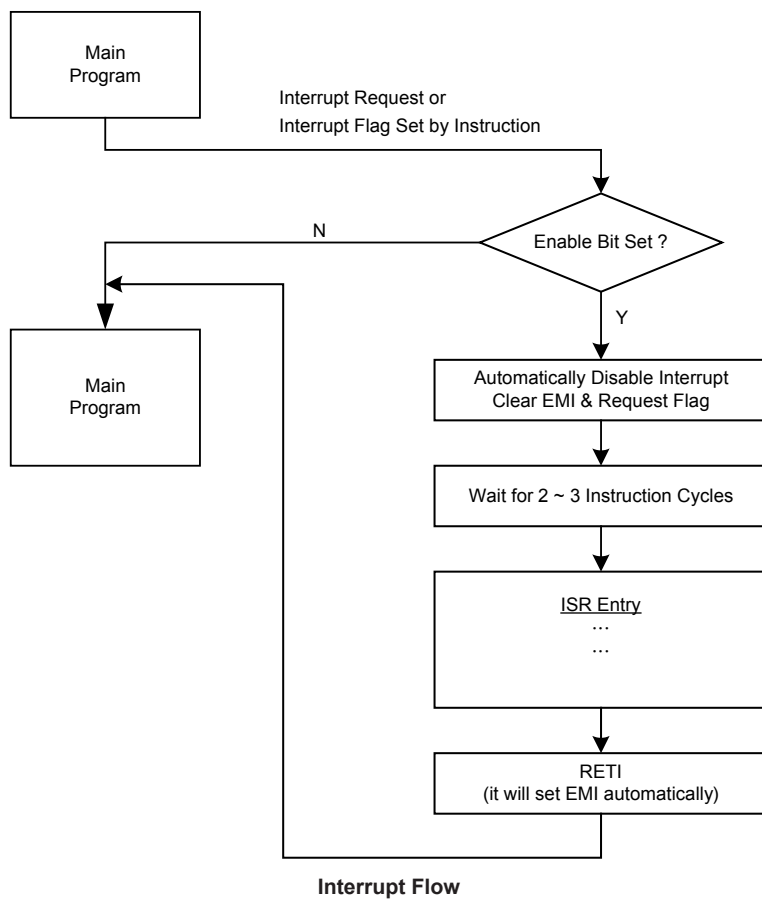 Main
Program
Interrupt Request or
Interrupt Flag Set by Instruction
Enable Bit Set ?
N
Y
Main
Program
Automatically Disable Interrupt
Clear EMI & Request Flag
Wait for 2 ~ 3 Instruction Cycles
ISR Entry
...
...
RETI
(it will set EMI automatically)
Interrupt Flow